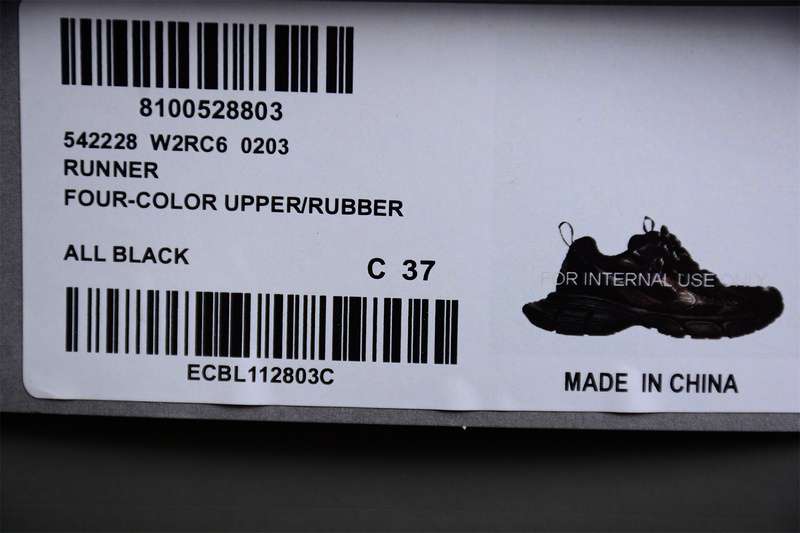 8100528803
542228 W2RC6 0203
RUNNER
FOUR-COLOR UPPER/RUBBER
ALL BLACK
C 37
ECBL112803C
FOR INTERNAL USE ONLY
MADE IN CHINA